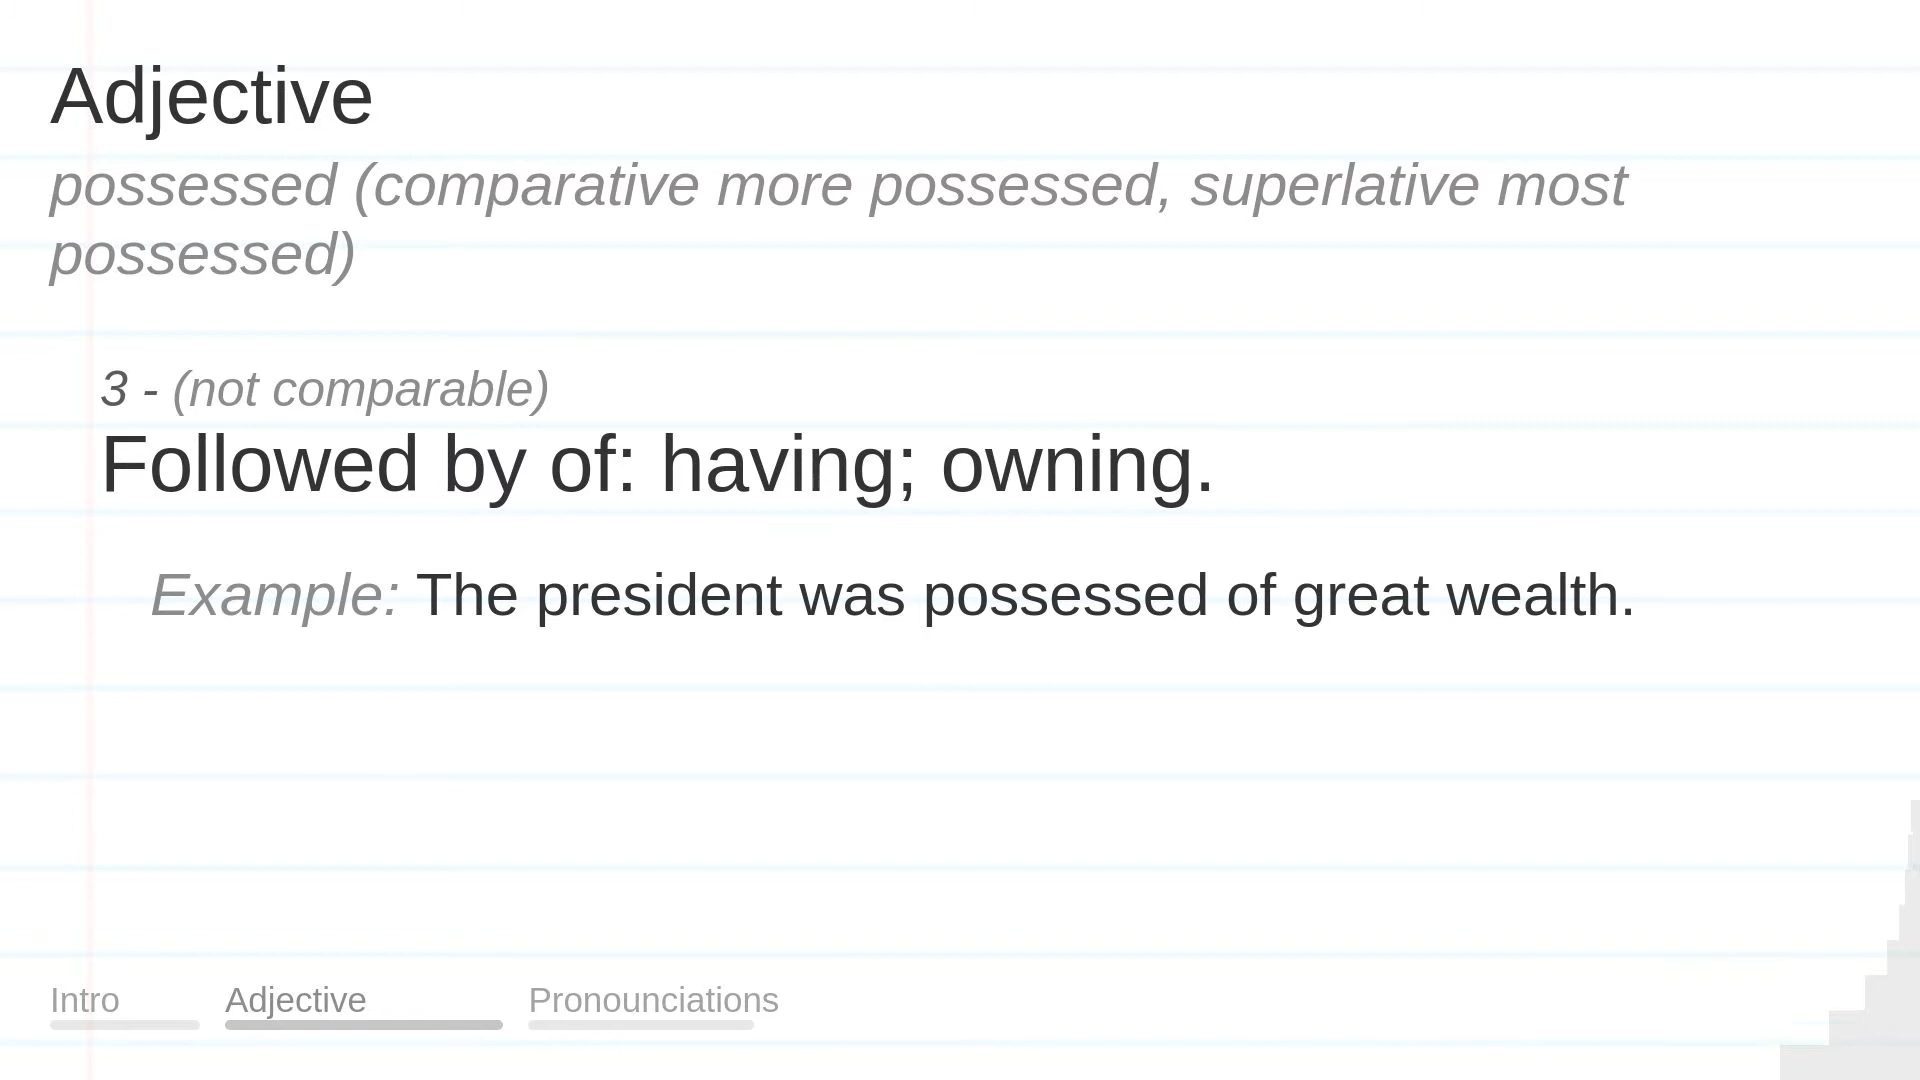 Adjective
possessed (comparative more possessed, superlative most
possessed)
3 - (not comparable)
Followed by of: having; owning.
Example: The president was possessed of great wealth.
Intro
Adjective
Pronounciations